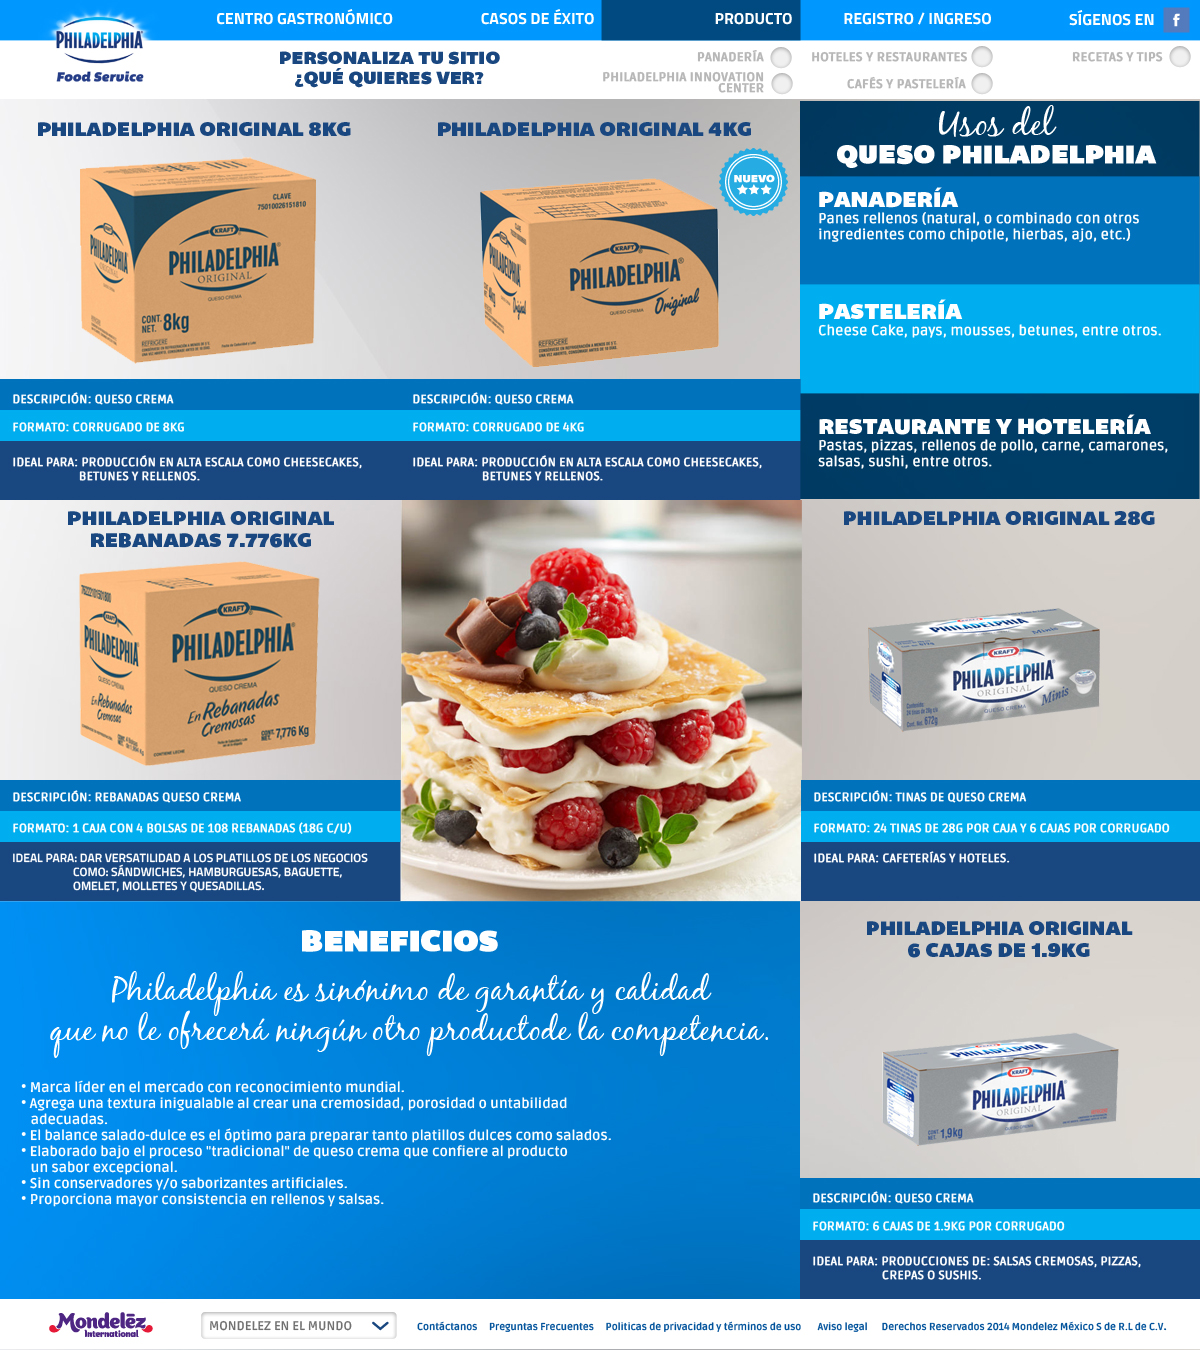 CENTRO GASTRONÓMICO
CASOS DE ÉXITO
PRODUCTO
REGISTRO / INGRESO
SÍGENOS EN f
PHILADELPHIA
Food Service
PERSONALIZA TU SITIO
¿QUÉ QUIERES VER?
PANADERÍA
PHILADELPHIA INNOVATION
CENTER
HOTELES Y RESTAURANTES
CAFÉS Y PASTELERÍA
RECETAS Y TIPS
PHILADELPHIA ORIGINAL 8KG
CLAVE
75010026151810
KRAFT
PHILADELPHIA
ORIGINAL
QUESO CREMA
PHILADELPHIA
CONT.
NET. 8kg
REFRIGERE
DESCRIPCIÓN: QUESO CREMA
FORMATO: CORRUGADO DE 8KG
IDEAL PARA: PRODUCCIÓN EN ALTA ESCALA COMO CHEESECAKES,
BETUNES Y RELLENOS.
PHILADELPHIA ORIGINAL 4KG
NUEVO
KRAFT
PHILADELPHIA
QUESO CREMA
Original
PHILADELPHIA
Original
REFRIGERE
DESCRIPCIÓN: QUESO CREMA
FORMATO: CORRUGADO DE 4KG
IDEAL PARA: PRODUCCIÓN EN ALTA ESCALA COMO CHEESECAKES,
BETUNES Y RELLENOS.
Usos del
QUESO PHILADELPHIA
PANADERÍA
Panes rellenos (natural, o combinado con otros
ingredientes como chipotle, hierbas, ajo, etc.)
PASTELERÍA
Cheese Cake, pays, mousses, betunes, entre otros.
RESTAURANTE Y HOTELERÍA
Pastas, pizzas, rellenos de pollo, carne, camarones,
salsas, sushi, entre otros.
PHILADELPHIA ORIGINAL
REBANADAS 7.776KG
KRAFT
PHILADELPHIA
QUESO CREMA
En Rebanadas
Cremosas
CONT.
NET. 7,776 Kg
PHILADELPHIA
QUESO CREMA
En Rebanadas
Cremosas
CONTIENE LECHE
DESCRIPCIÓN: REBANADAS QUESO CREMA
FORMATO: 1 CAJA CON 4 BOLSAS DE 108 REBANADAS (18G C/U)
IDEAL PARA: DAR VERSATILIDAD A LOS PLATILLOS DE LOS NEGOCIOS
COMO: SÁNDWICHES, HAMBURGUESAS, BAGUETTE,
OMELET, MOLLETES Y QUESADILLAS.
PHILADELPHIA ORIGINAL 28G
PHILADELPHIA
Minis
KRAFT
PHILADELPHIA
ORIGINAL
QUESO CREMA
Minis
Cont. Net. 672g
DESCRIPCIÓN: TINAS DE QUESO CREMA
FORMATO: 24 TINAS DE 28G POR CAJA Y 6 CAJAS POR CORRUGADO
IDEAL PARA: CAFETERÍAS Y HOTELES.
BENEFICIOS
Philadelphia es sinónimo de garantía y calidad
que no le ofrecerá ningún otro productode la competencia.
• Marca líder en el mercado con reconocimiento mundial.
• Agrega una textura inigualable al crear una cremosidad, porosidad o untabilidad
adecuadas.
• El balance salado-dulce es el óptimo para preparar tanto platillos dulces como salados.
• Elaborado bajo el proceso "tradicional" de queso crema que confiere al producto
un sabor excepcional.
• Sin conservadores y/o saborizantes artificiales.
• Proporciona mayor consistencia en rellenos y salsas.
PHILADELPHIA ORIGINAL
6 CAJAS DE 1.9KG
PHILADELPHIA
KRAFT
PHILADELPHIA
ORIGINAL
QUESO CREMA
CONT.
NET. 1,9kg
DESCRIPCIÓN: QUESO CREMA
FORMATO: 6 CAJAS DE 1.9KG POR CORRUGADO
IDEAL PARA: PRODUCCIONES DE: SALSAS CREMOSAS, PIZZAS,
CREPAS O SUSHIS.
Mondelēz
International
MONDELEZ EN EL MUNDO
Contáctanos
Preguntas Frecuentes
Politicas de privacidad y términos de uso
Aviso legal
Derechos Reservados 2014 Mondelez México S de R.L de C.V.